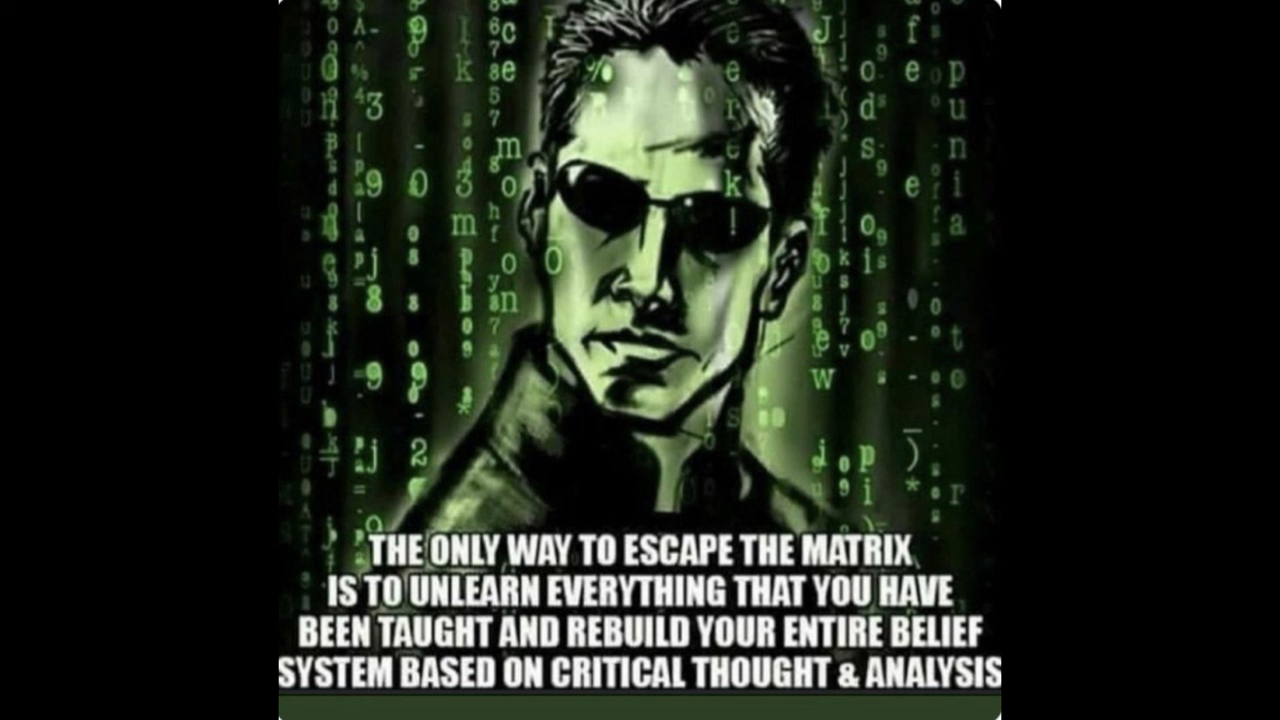 THE ONLY WAY TO ESCAPE THE MATRIX
IS TO UNLEARN EVERYTHING THAT YOU HAVE
BEEN TAUGHT AND REBUILD YOUR ENTIRE BELIEF
SYSTEM BASED ON CRITICAL THOUGHT & ANALYSIS